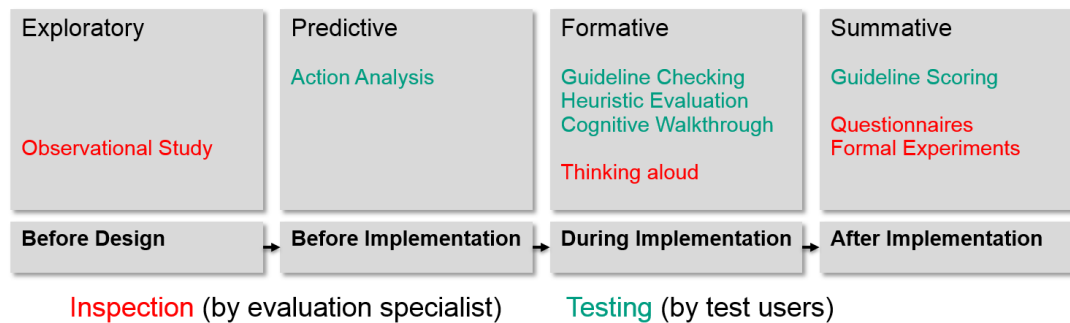 Exploratory
Observational Study
Predictive
Action Analysis
Formative
Guideline Checking
Heuristic Evaluation
Cognitive Walkthrough
Thinking aloud
Summative
Guideline Scoring
Questionnaires
Formal Experiments
Before Design
Before Implementation
During Implementation
After Implementation
Inspection (by evaluation specialist)
Testing (by test users)